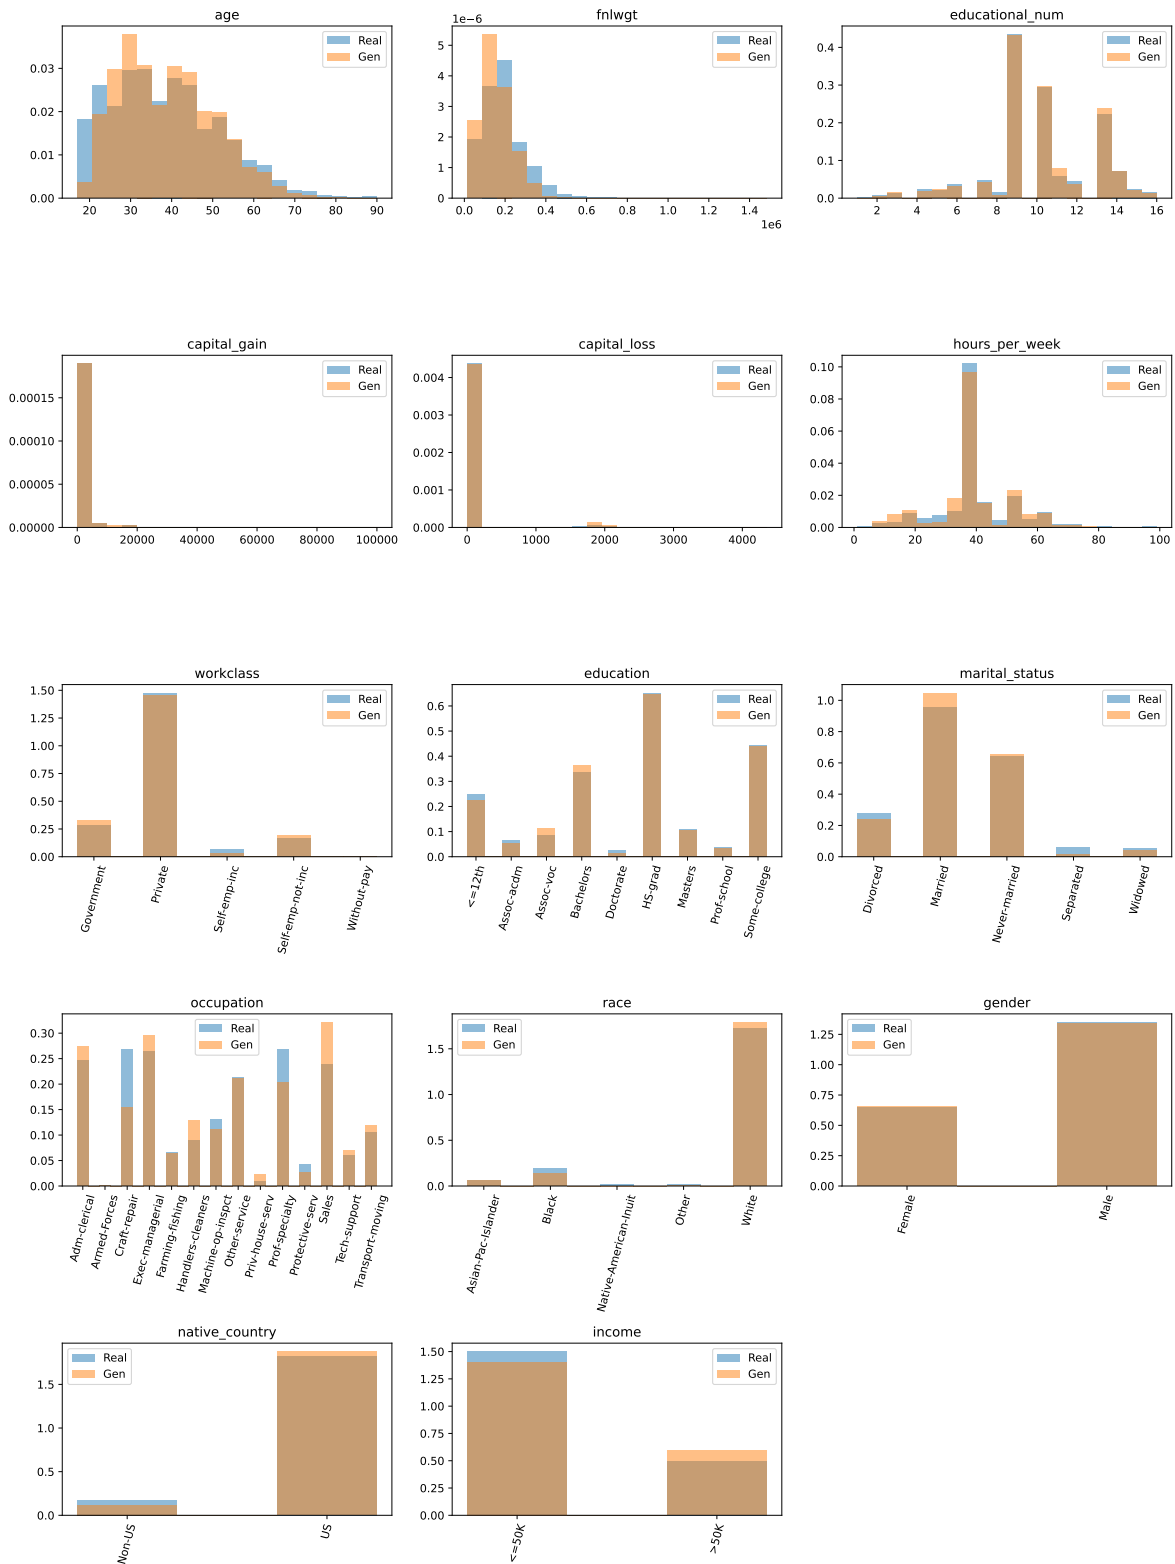 age
Real
Gen
0.03
0.02
0.01
0.00
20 30 40 50 60 70 80 90
fnlwgt
1e−6
Real
Gen
5
4
3
2
1
0
0.0 0.2 0.4 0.6 0.8 1.0 1.2 1.4
1e6
educational_num
Real
Gen
0.4
0.3
0.2
0.1
0.0
2 4 6 8 10 12 14 16
capital_gain
Real
Gen
0.00015
0.00010
0.00005
0.00000
0 20000 40000 60000 80000 100000
capital_loss
Real
Gen
0.004
0.003
0.002
0.001
0.000
0 1000 2000 3000 4000
hours_per_week
Real
Gen
0.10
0.08
0.06
0.04
0.02
0.00
0 20 40 60 80 100
workclass
Real
Gen
1.50
1.25
1.00
0.75
0.50
0.25
0.00
Government
Private
Self-emp-inc
Self-emp-not-inc
Without-pay
education
Real
Gen
0.6
0.5
0.4
0.3
0.2
0.1
0.0
<=12th
Assoc-acdm
Assoc-voc
Bachelors
Doctorate
HS-grad
Masters
Prof-school
Some-college
marital_status
Real
Gen
1.0
0.8
0.6
0.4
0.2
0.0
Divorced
Married
Never-married
Separated
Widowed
occupation
Real
Gen
0.30
0.25
0.20
0.15
0.10
0.05
0.00
Adm-clerical
Armed-Forces
Craft-repair
Exec-managerial
Farming-fishing
Handlers-cleaners
Machine-op-inspct
Other-service
Priv-house-serv
Prof-specialty
Protective-serv
Sales
Tech-support
Transport-moving
race
Real
Gen
1.5
1.0
0.5
0.0
Asian-Pac-Islander
Black
Native-American-Inuit
Other
White
gender
Real
Gen
1.25
1.00
0.75
0.50
0.25
0.00
Female
Male
native_country
Real
Gen
1.5
1.0
0.5
0.0
Non-US
US
income
Real
Gen
1.50
1.25
1.00
0.75
0.50
0.25
0.00
<=50K
>50K